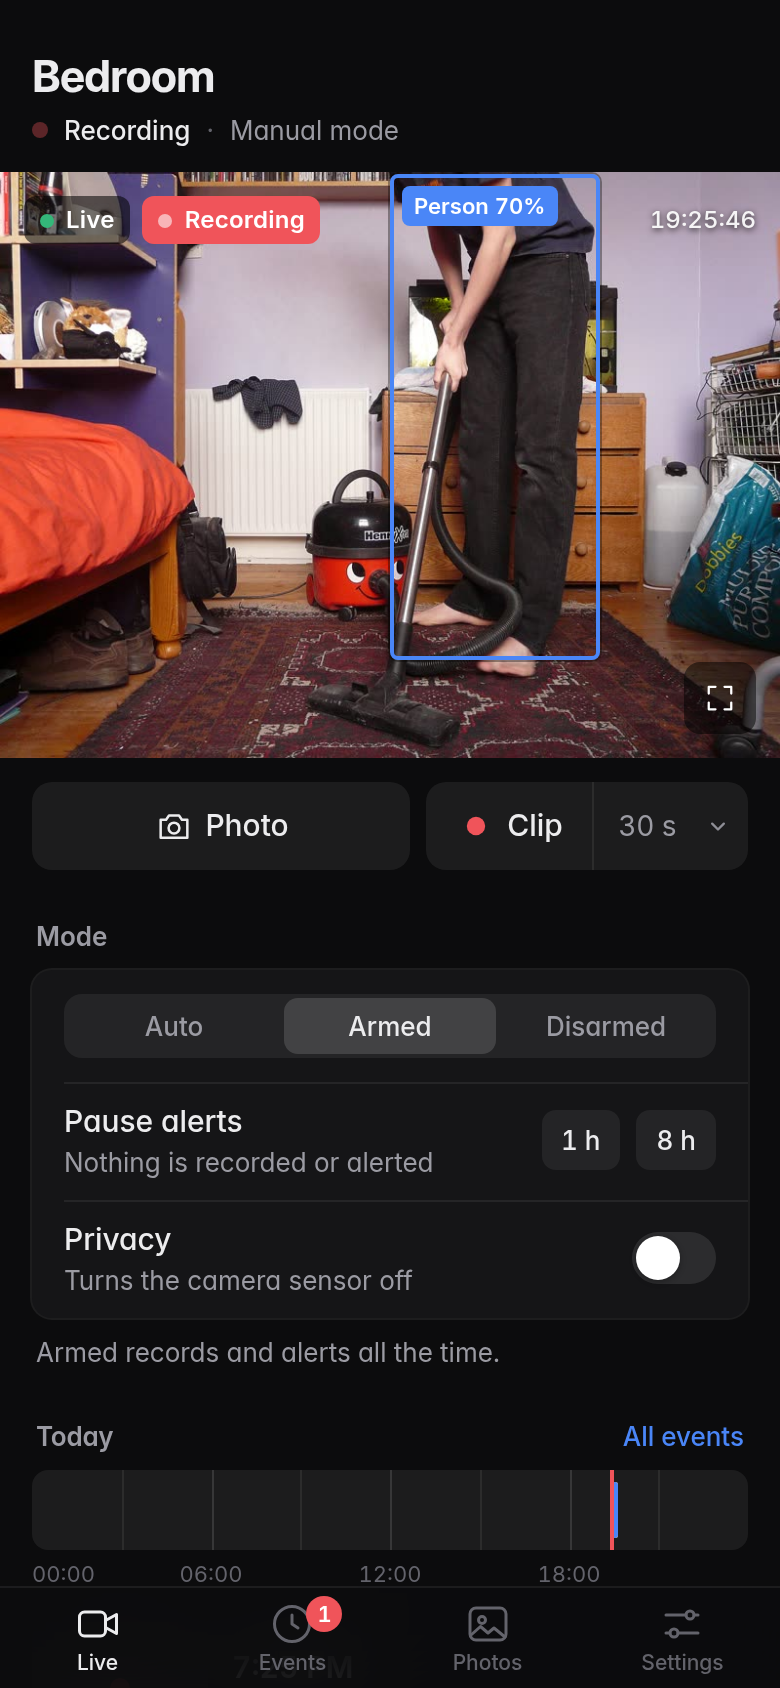 Bedroom
Recording · Manual mode
Live
Recording
Person 70%
19:25:46
Henry
Dobbies
Photo
Clip
30 s
Mode
Auto
Armed
Disarmed
Pause alerts
Nothing is recorded or alerted
1 h
8 h
Privacy
Turns the camera sensor off
Armed records and alerts all the time.
Today
All events
00:00
06:00
12:00
18:00
1
Live
Events
Photos
Settings